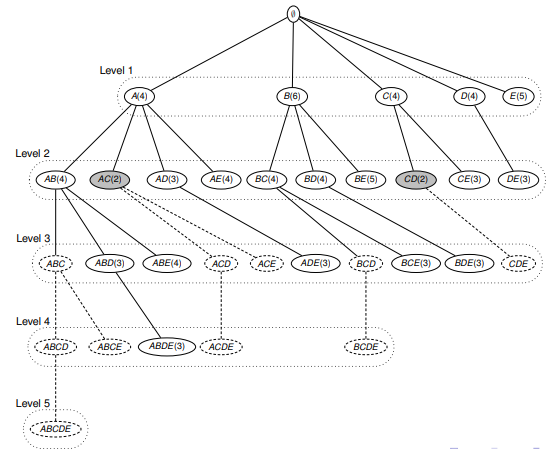 ∅
Level 1
A(4) B(6) C(4) D(4) E(5)
Level 2
AB(4) AC(2) AD(3) AE(4) BC(4) BD(4) BE(5) CD(2) CE(3) DE(3)
Level 3
ABC ABD(3) ABE(4) ACD ACE ADE(3) BCD BCE(3) BDE(3) CDE
Level 4
ABCD ABCE ABDE(3) ACDE BCDE
Level 5
ABCDE